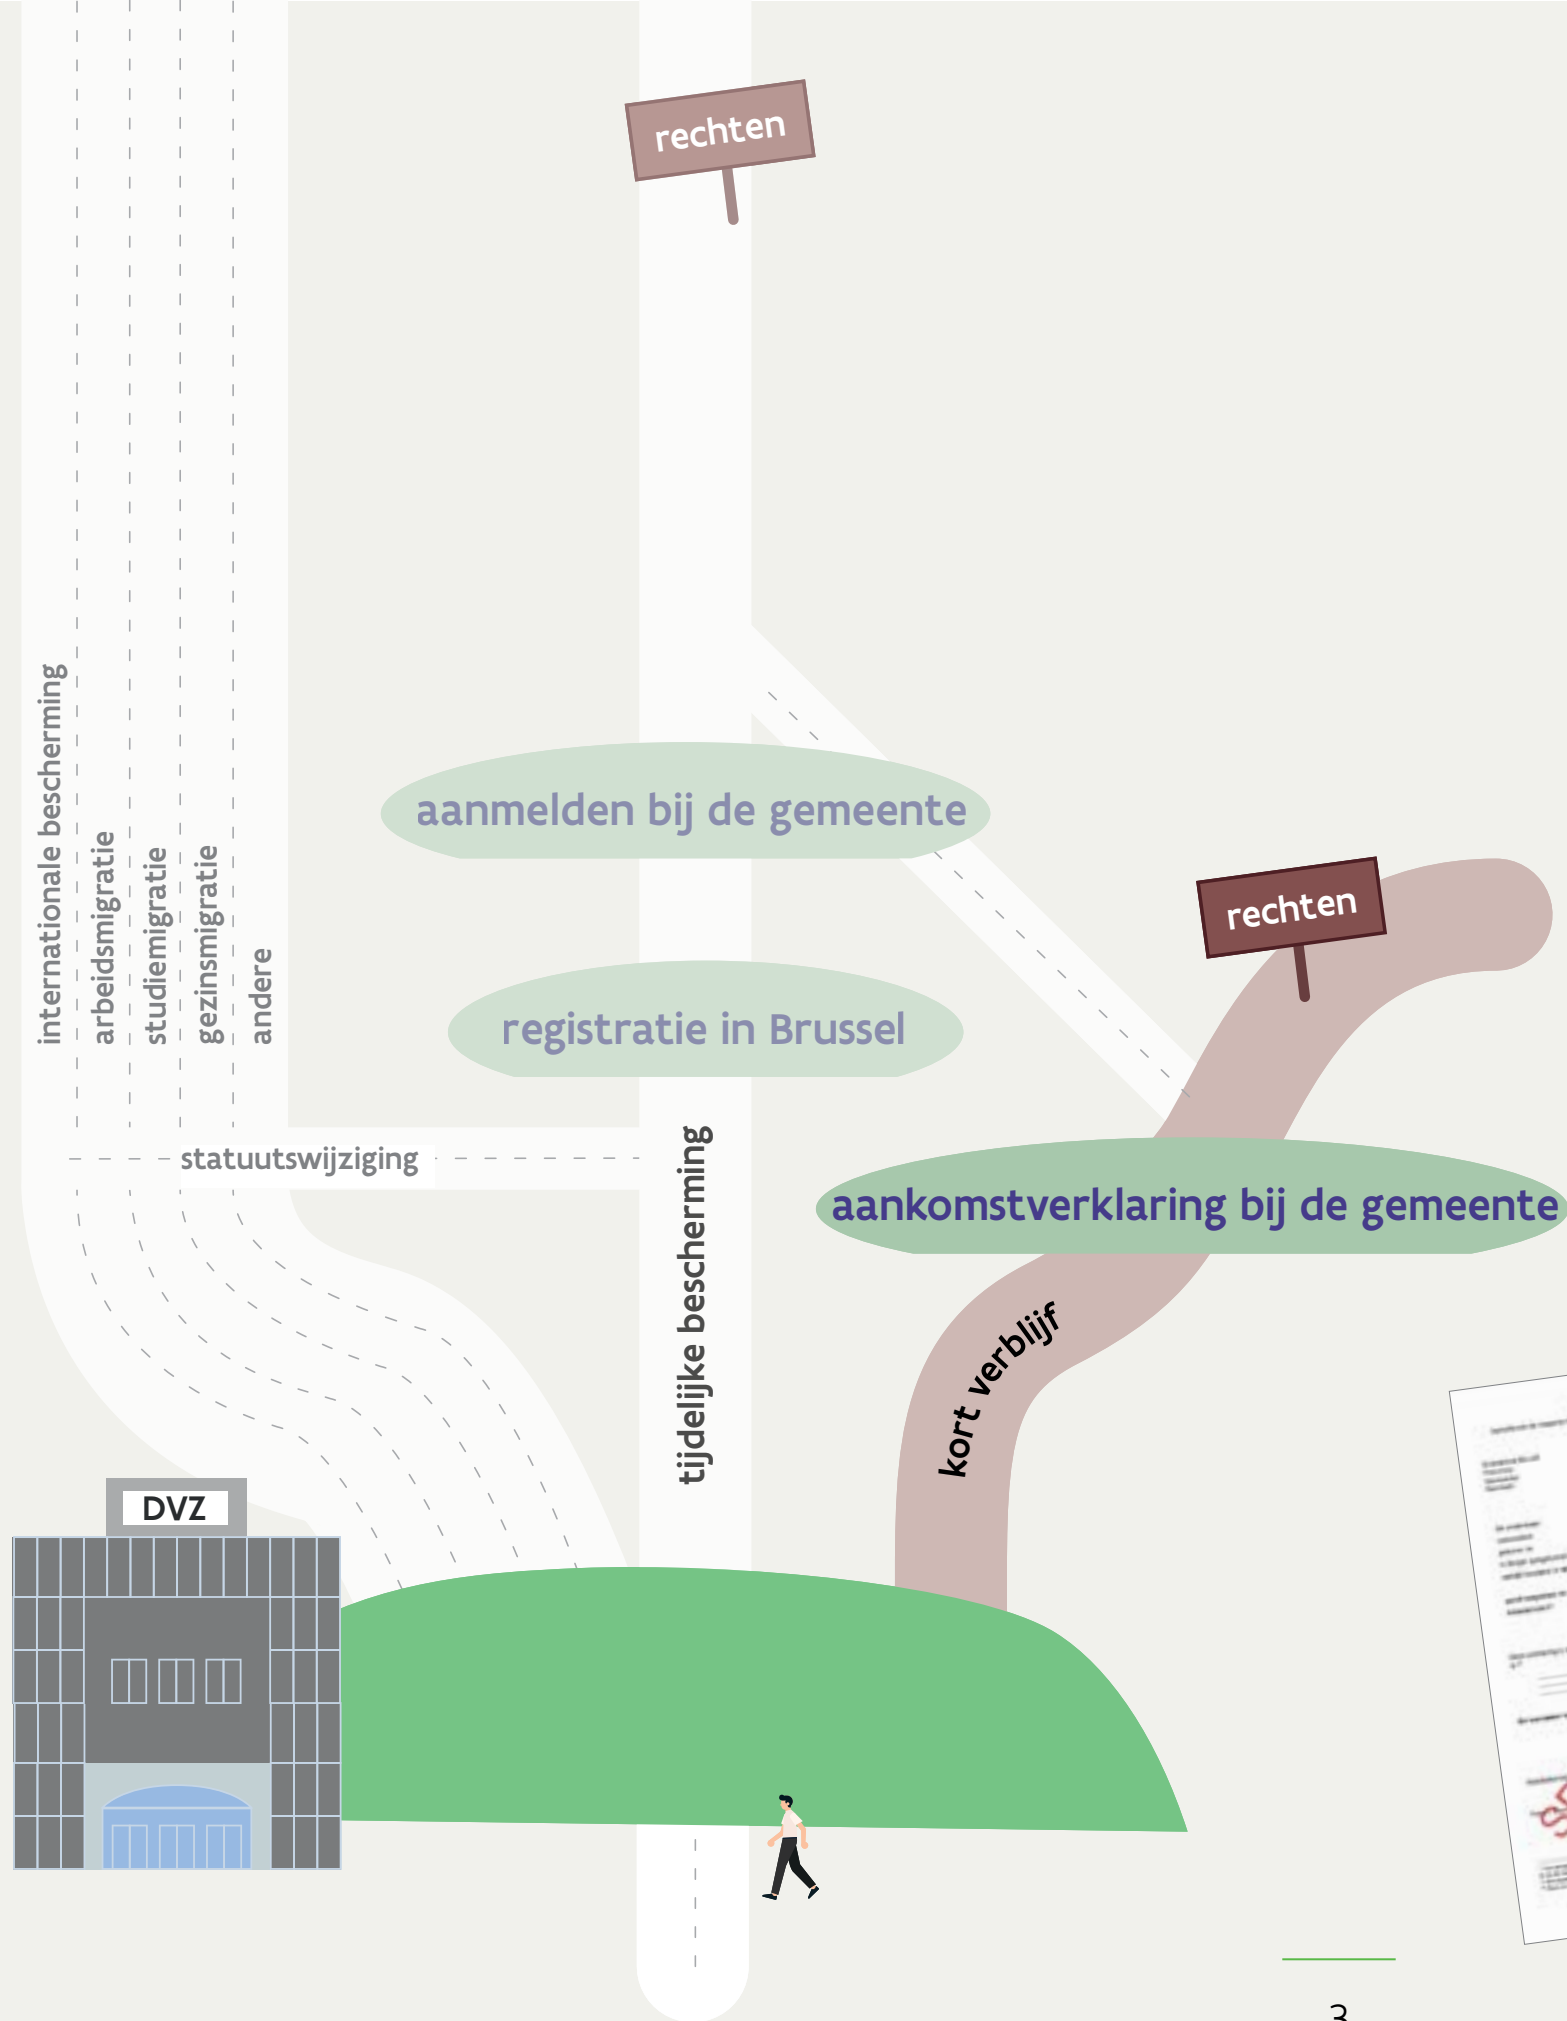 rechten
internationale bescherming
arbeidsmigratie
studiemigratie
gezinsmigratie
andere
aanmelden bij de gemeente
rechten
registratie in Brussel
statuutswijziging
tijdelijke bescherming
aankomstverklaring bij de gemeente
kort verblijf
DVZ
3